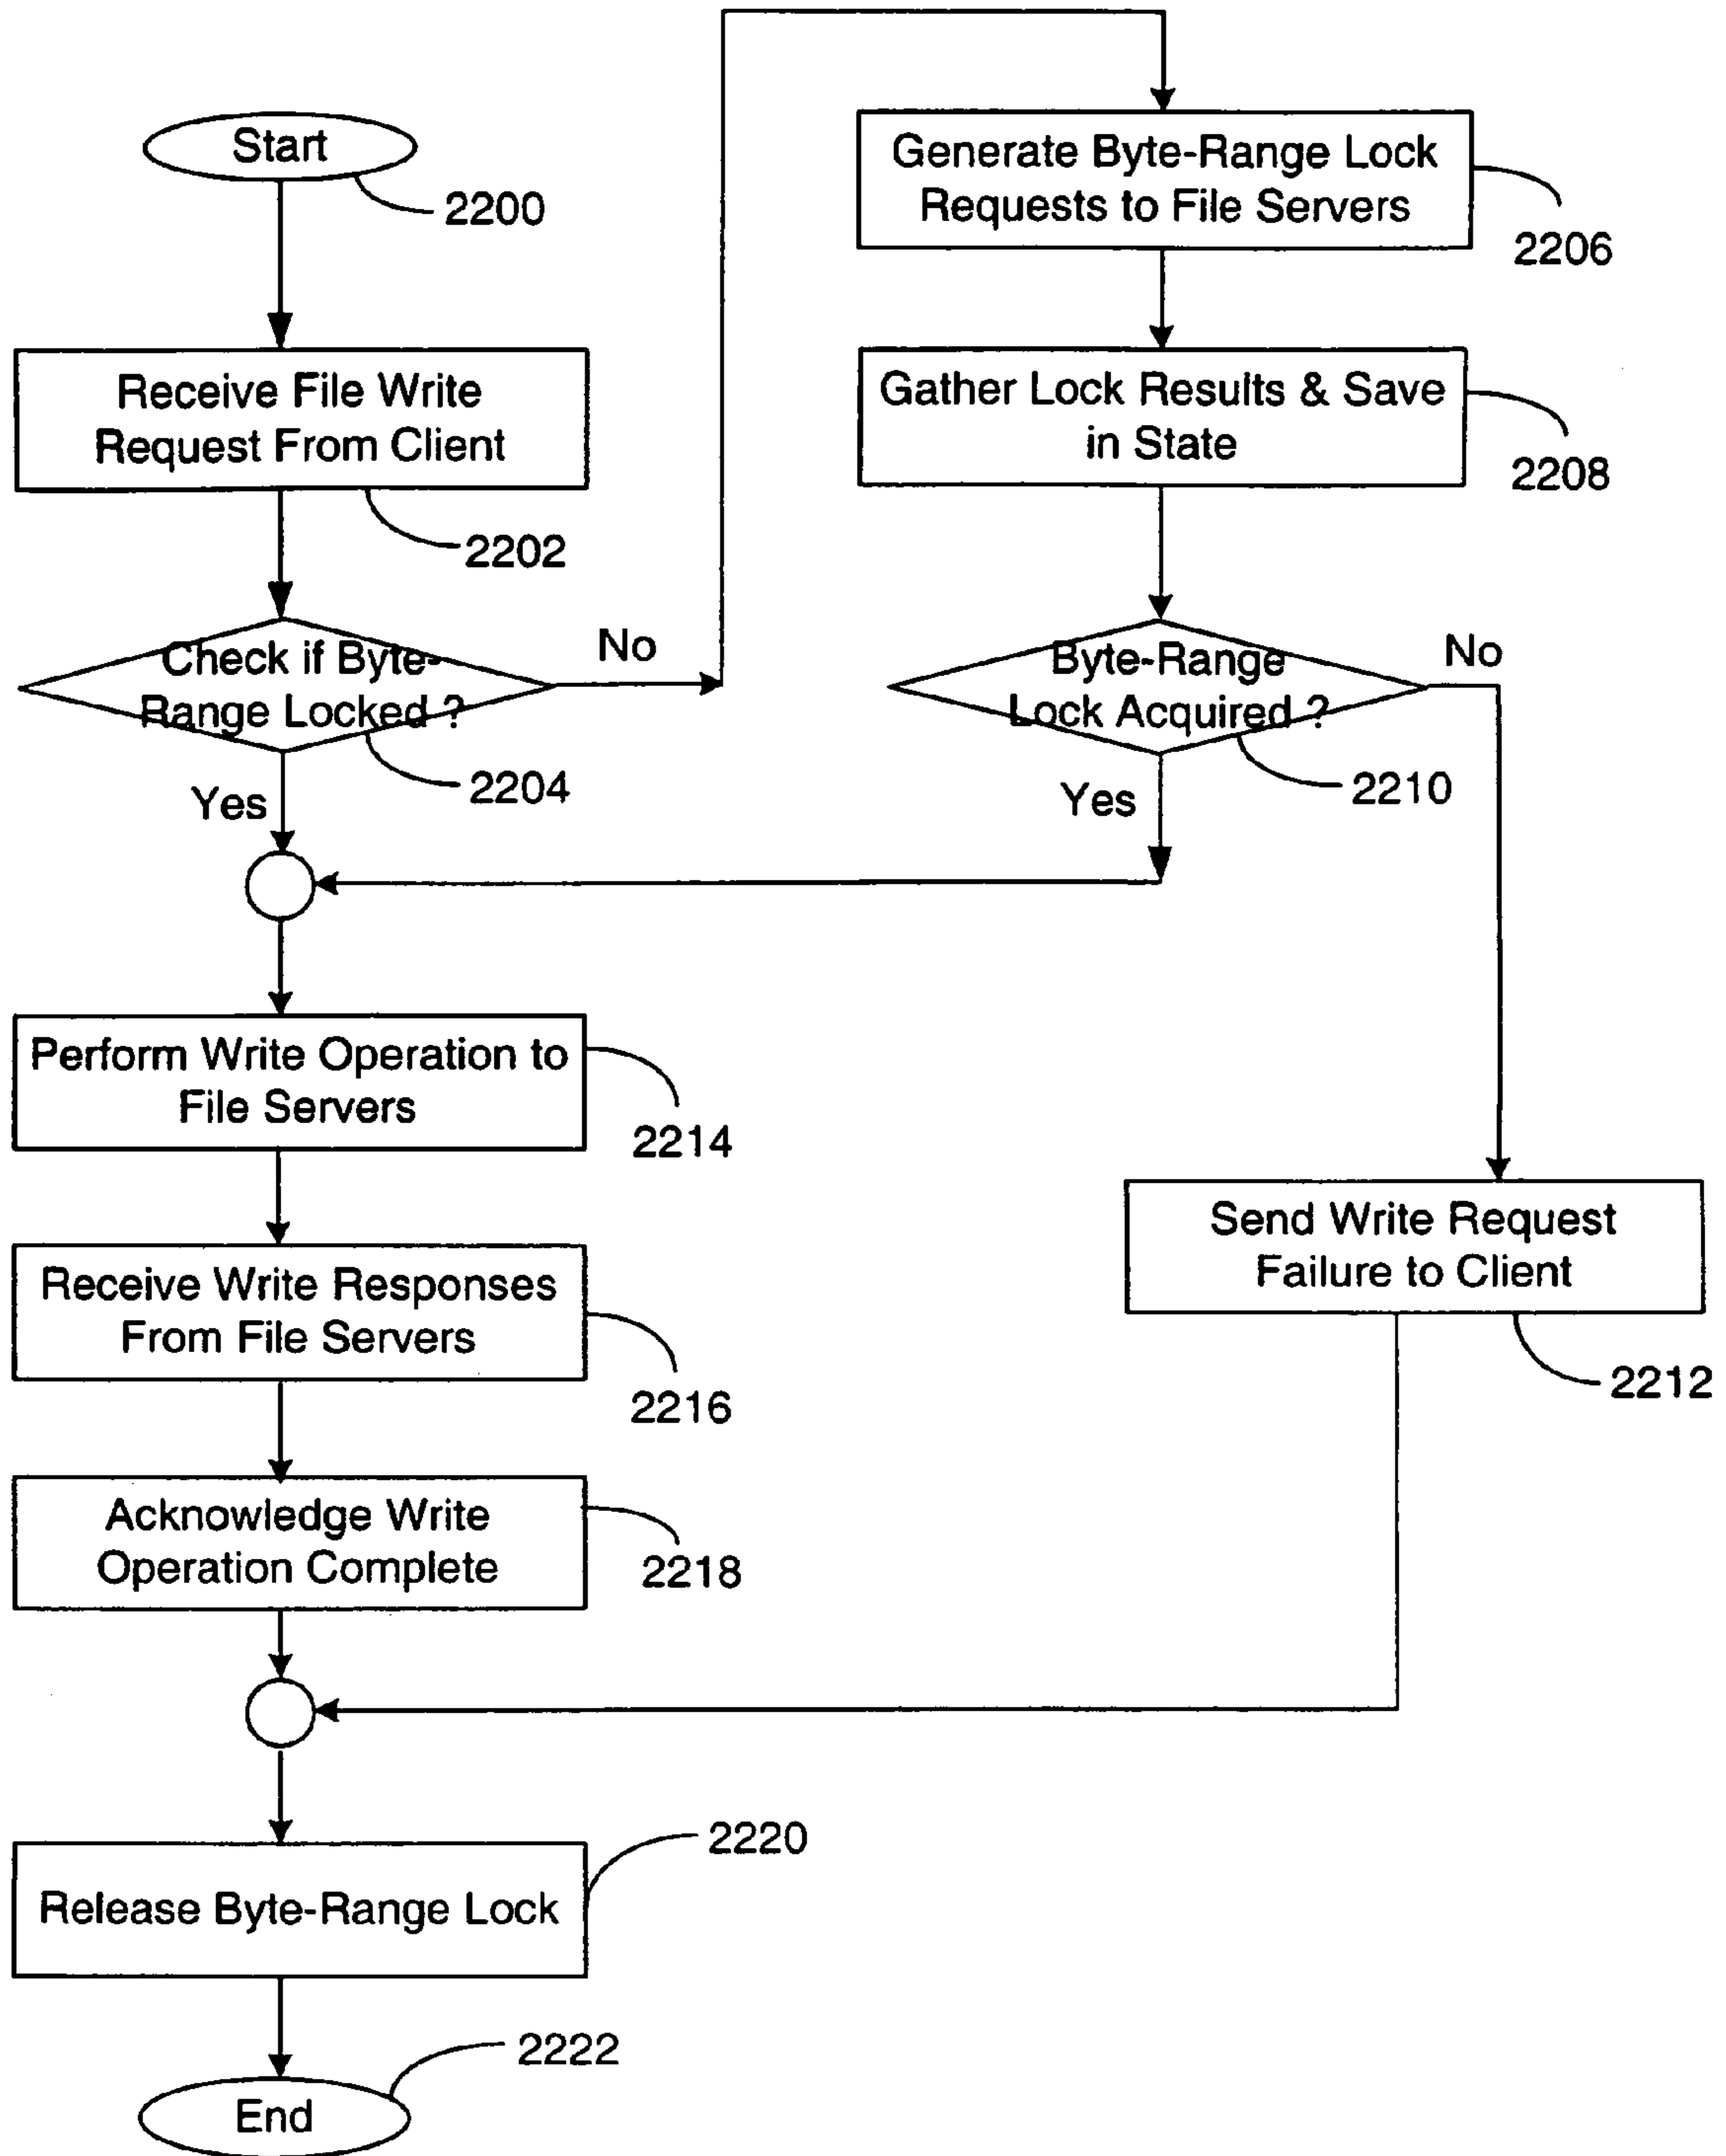 Start
2200
Receive File Write
Request From Client
2202
Check if Byte-
Range Locked ?
No
2204
Yes
Generate Byte-Range Lock
Requests to File Servers
2206
Gather Lock Results & Save
in State
2208
Byte-Range
Lock Acquired ?
No
2210
Yes
Perform Write Operation to
File Servers
2214
Send Write Request
Failure to Client
2212
Receive Write Responses
From File Servers
2216
Acknowledge Write
Operation Complete
2218
Release Byte-Range Lock
2220
End
2222